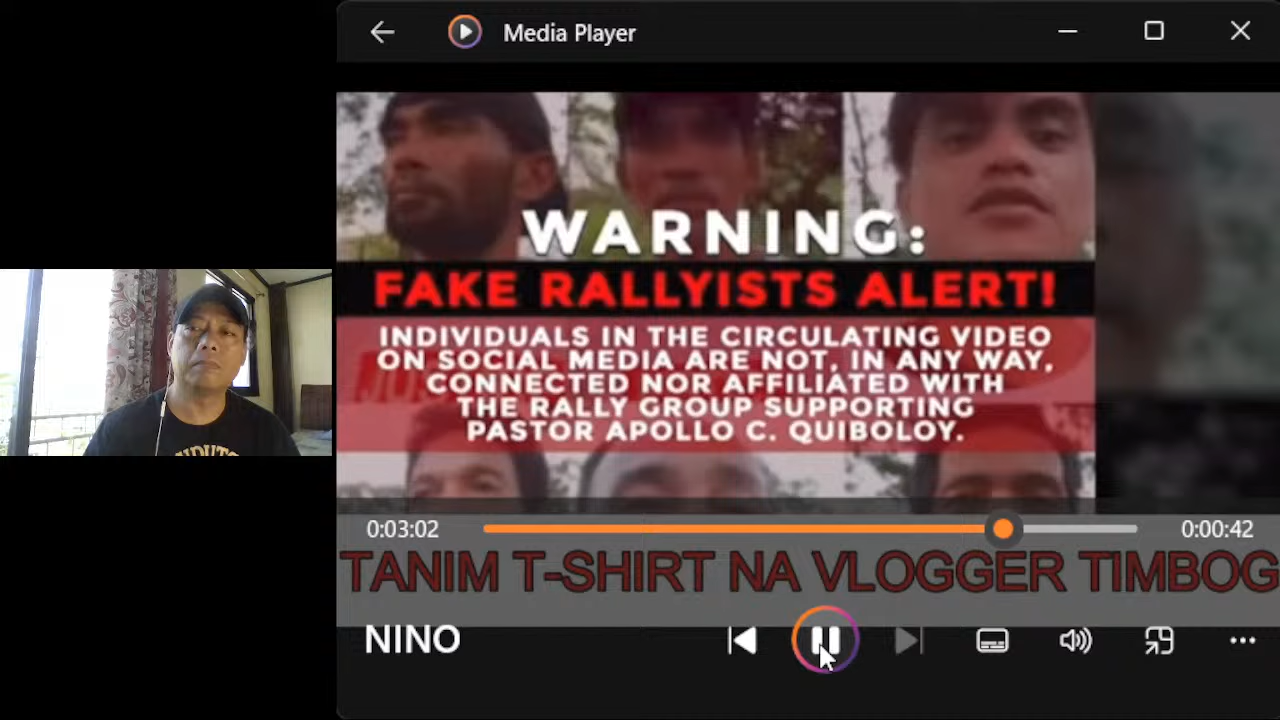 Media Player
WARNING:
FAKE RALLYISTS ALERT!
INDIVIDUALS IN THE CIRCULATING VIDEO
ON SOCIAL MEDIA ARE NOT, IN ANY WAY,
CONNECTED NOR AFFILIATED WITH
THE RALLY GROUP SUPPORTING
PASTOR APOLLO C. QUIBOLOY.
0:03:02
0:00:42
TANIM T-SHIRT NA VLOGGER TIMBOG
NINO